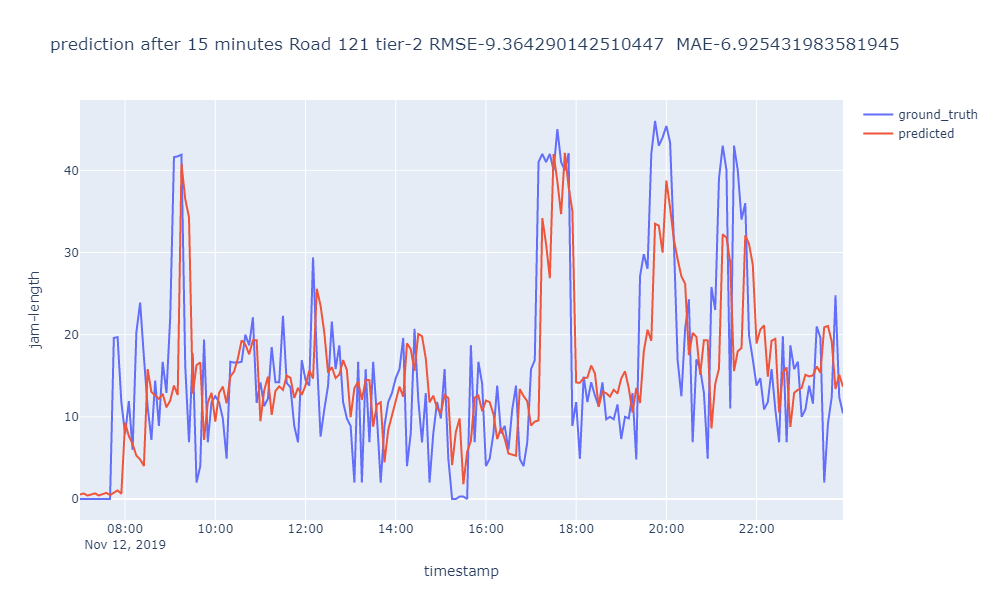 prediction after 15 minutes Road 121 tier-2 RMSE-9.364290142510447  MAE-6.925431983581945
ground_truth
predicted
jam-length
40
30
20
10
0
08:00 10:00 12:00 14:00 16:00 18:00 20:00 22:00
Nov 12, 2019
timestamp